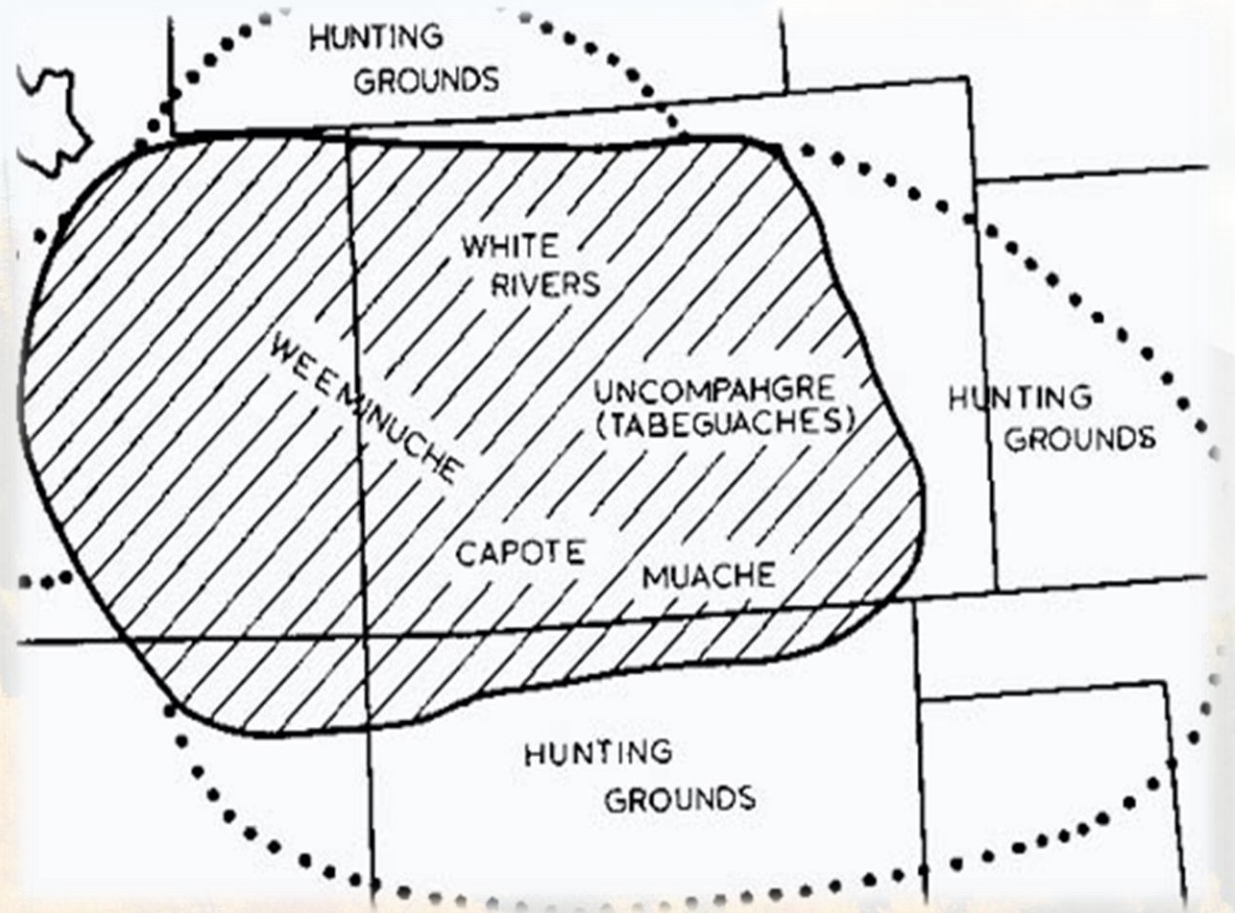 HUNTING
GROUNDS
WHITE
RIVERS
WEEMINUCHE
UNCOMPAHGRE
(TABEGUACHES)
HUNTING
GROUNDS
CAPOTE
MUACHE
HUNTING
GROUNDS